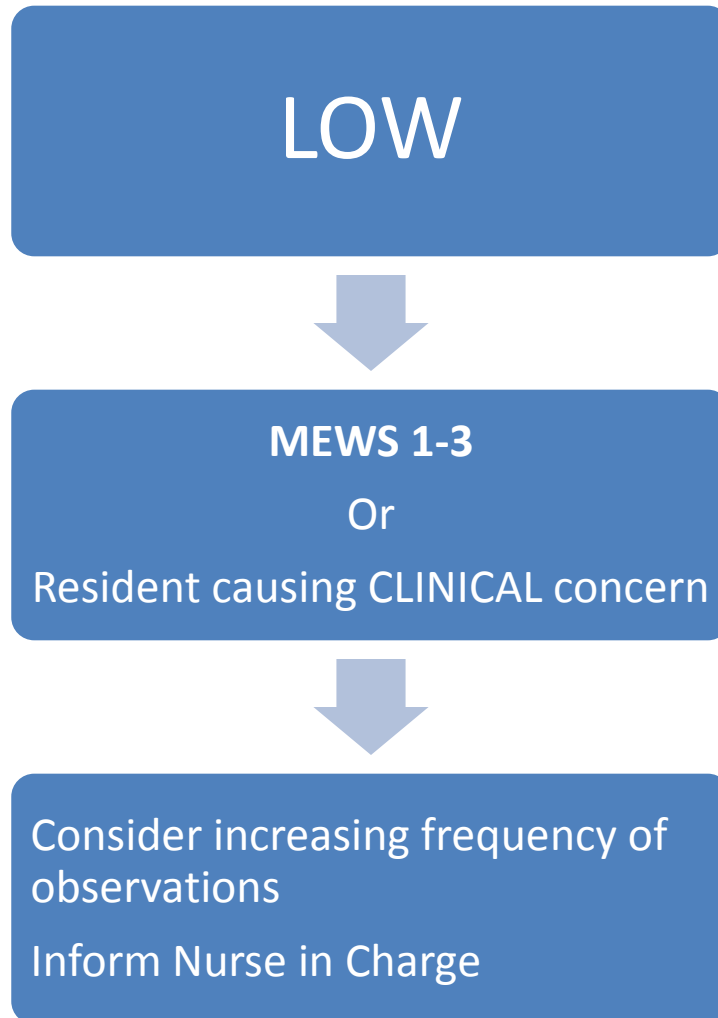 LOW
MEWS 1-3
Or
Resident causing CLINICAL concern
Consider increasing frequency of
observations
Inform Nurse in Charge